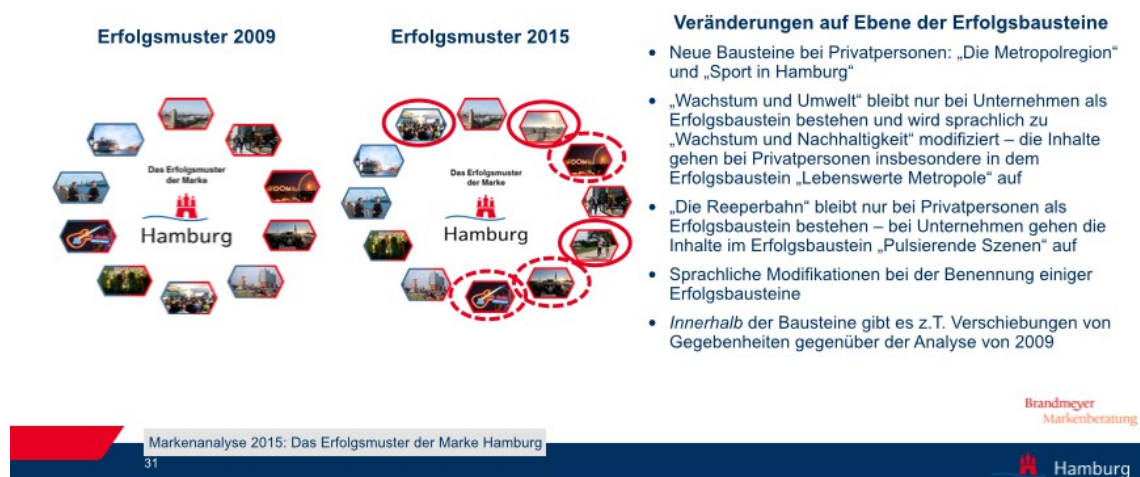 Erfolgsmuster 2009
Das Erfolgsmuster
der Marke
Hamburg
Erfolgsmuster 2015
Das Erfolgsmuster
der Marke
Hamburg
Veränderungen auf Ebene der Erfolgsbausteine
• Neue Bausteine bei Privatpersonen: „Die Metropolregion“
und „Sport in Hamburg“
• „Wachstum und Umwelt“ bleibt nur bei Unternehmen als
Erfolgsbaustein bestehen und wird sprachlich zu
„Wachstum und Nachhaltigkeit“ modifiziert – die Inhalte
gehen bei Privatpersonen insbesondere in dem
Erfolgsbaustein „Lebenswerte Metropole“ auf
• „Die Reeperbahn“ bleibt nur bei Privatpersonen als
Erfolgsbaustein bestehen – bei Unternehmen gehen die
Inhalte im Erfolgsbaustein „Pulsierende Szenen“ auf
• Sprachliche Modifikationen bei der Benennung einiger
Erfolgsbausteine
• Innerhalb der Bausteine gibt es z.T. Verschiebungen von
Gegebenheiten gegenüber der Analyse von 2009
Brandmeyer
Markenberatung
Markenanalyse 2015: Das Erfolgsmuster der Marke Hamburg
31
Hamburg